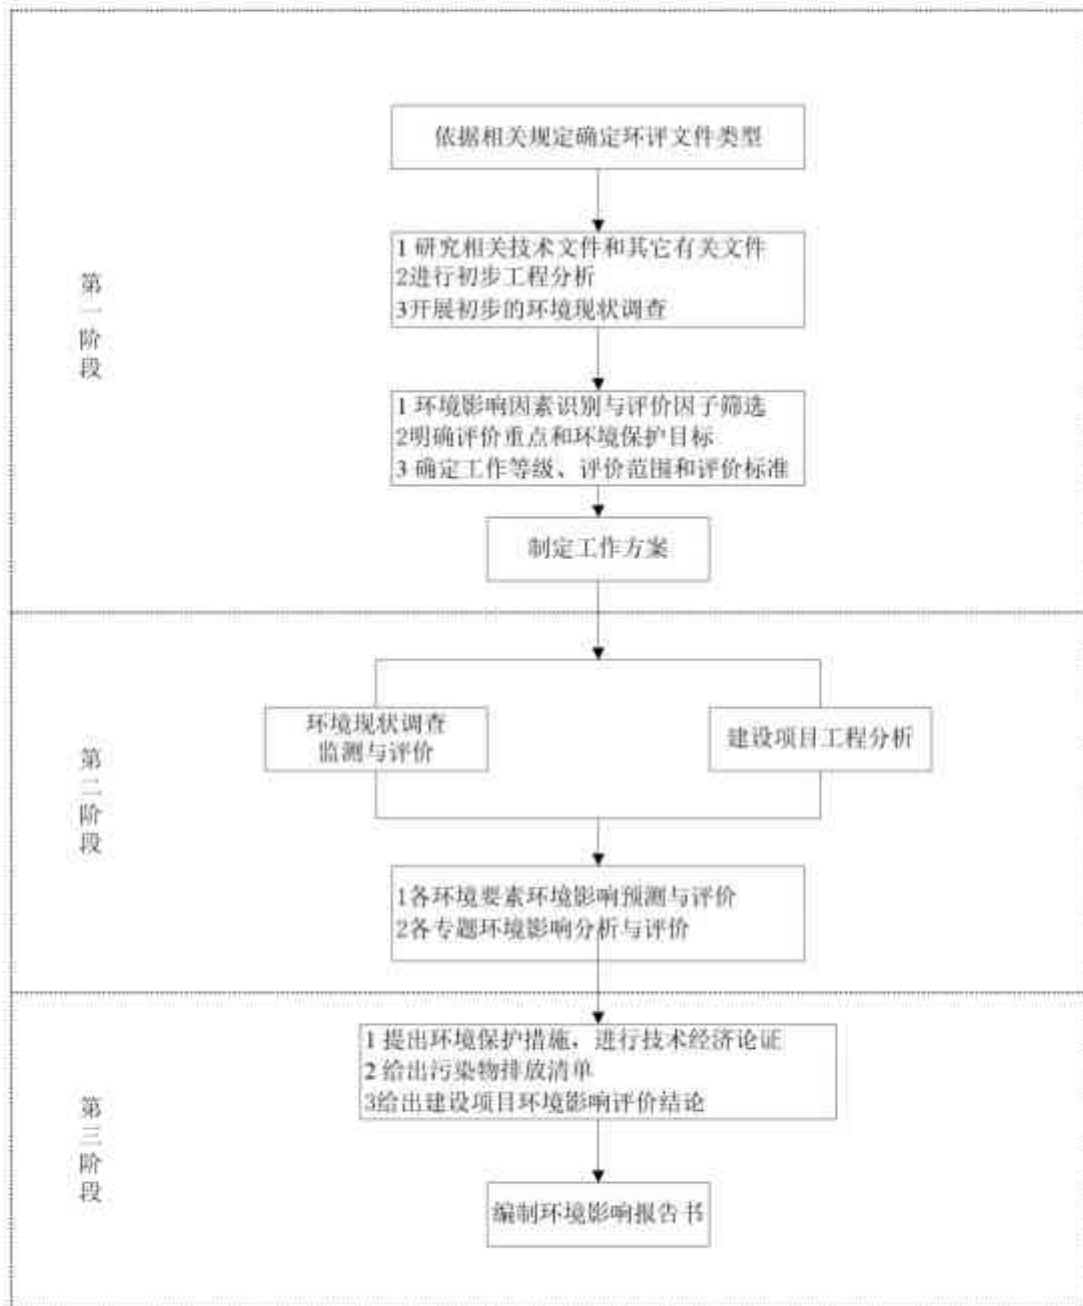 依据相关规定确定环评文件类型
1 研究相关技术文件和其它有关文件
2进行初步工程分析
3开展初步的环境现状调查
第一阶段
1 环境影响因素识别与评价因子筛选
2明确评价重点和环境保护目标
3 确定工作等级、评价范围和评价标准
制定工作方案
环境现状调查
监测与评价
建设项目工程分析
第二阶段
1各环境要素环境影响预测与评价
2各专题环境影响分析与评价
1 提出环境保护措施，进行技术经济论证
2 给出污染物排放清单
3给出建设项目环境影响评价结论
第三阶段
编制环境影响报告书